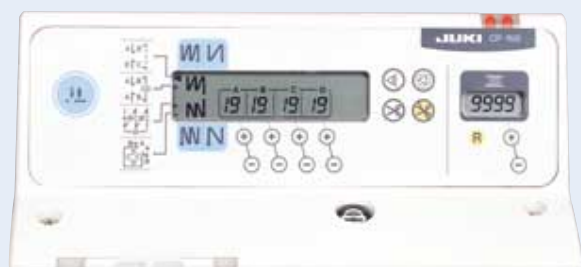 JUKI CP-160
A B C D
19 19 19 19
9999
R
+ + + + +
− − − − −